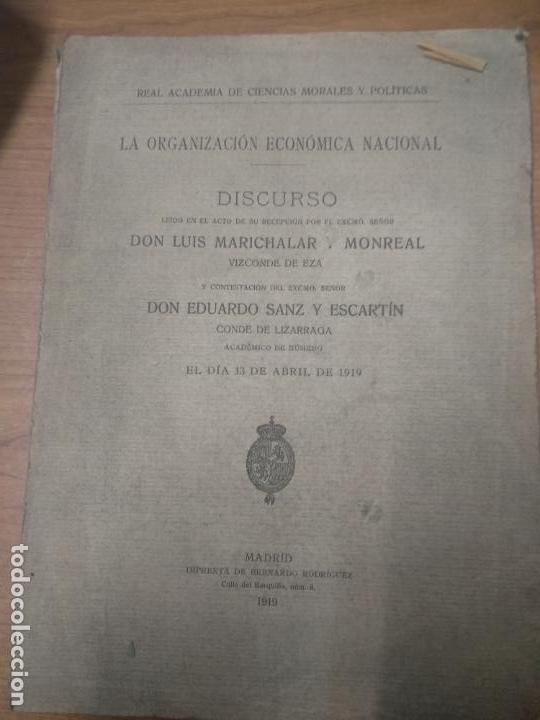 REAL ACADEMIA DE CIENCIAS MORALES Y POLÍTICAS
LA ORGANIZACIÓN ECONÓMICA NACIONAL
DISCURSO
LEÍDO EN EL ACTO DE SU RECEPCIÓN POR EL EXCMO. SEÑOR
DON LUIS MARICHALAR Y MONREAL
VIZCONDE DE EZA
Y CONTESTACIÓN DEL EXCMO. SEÑOR
DON EDUARDO SANZ Y ESCARTÍN
CONDE DE LIZARRAGA
ACADÉMICO DE NÚMERO
EL DÍA 13 DE ABRIL DE 1919
MADRID
IMPRENTA DE BERNARDO RODRÍGUEZ
Calle del Barquillo, núm. 8.
1919
todocoleccion.net